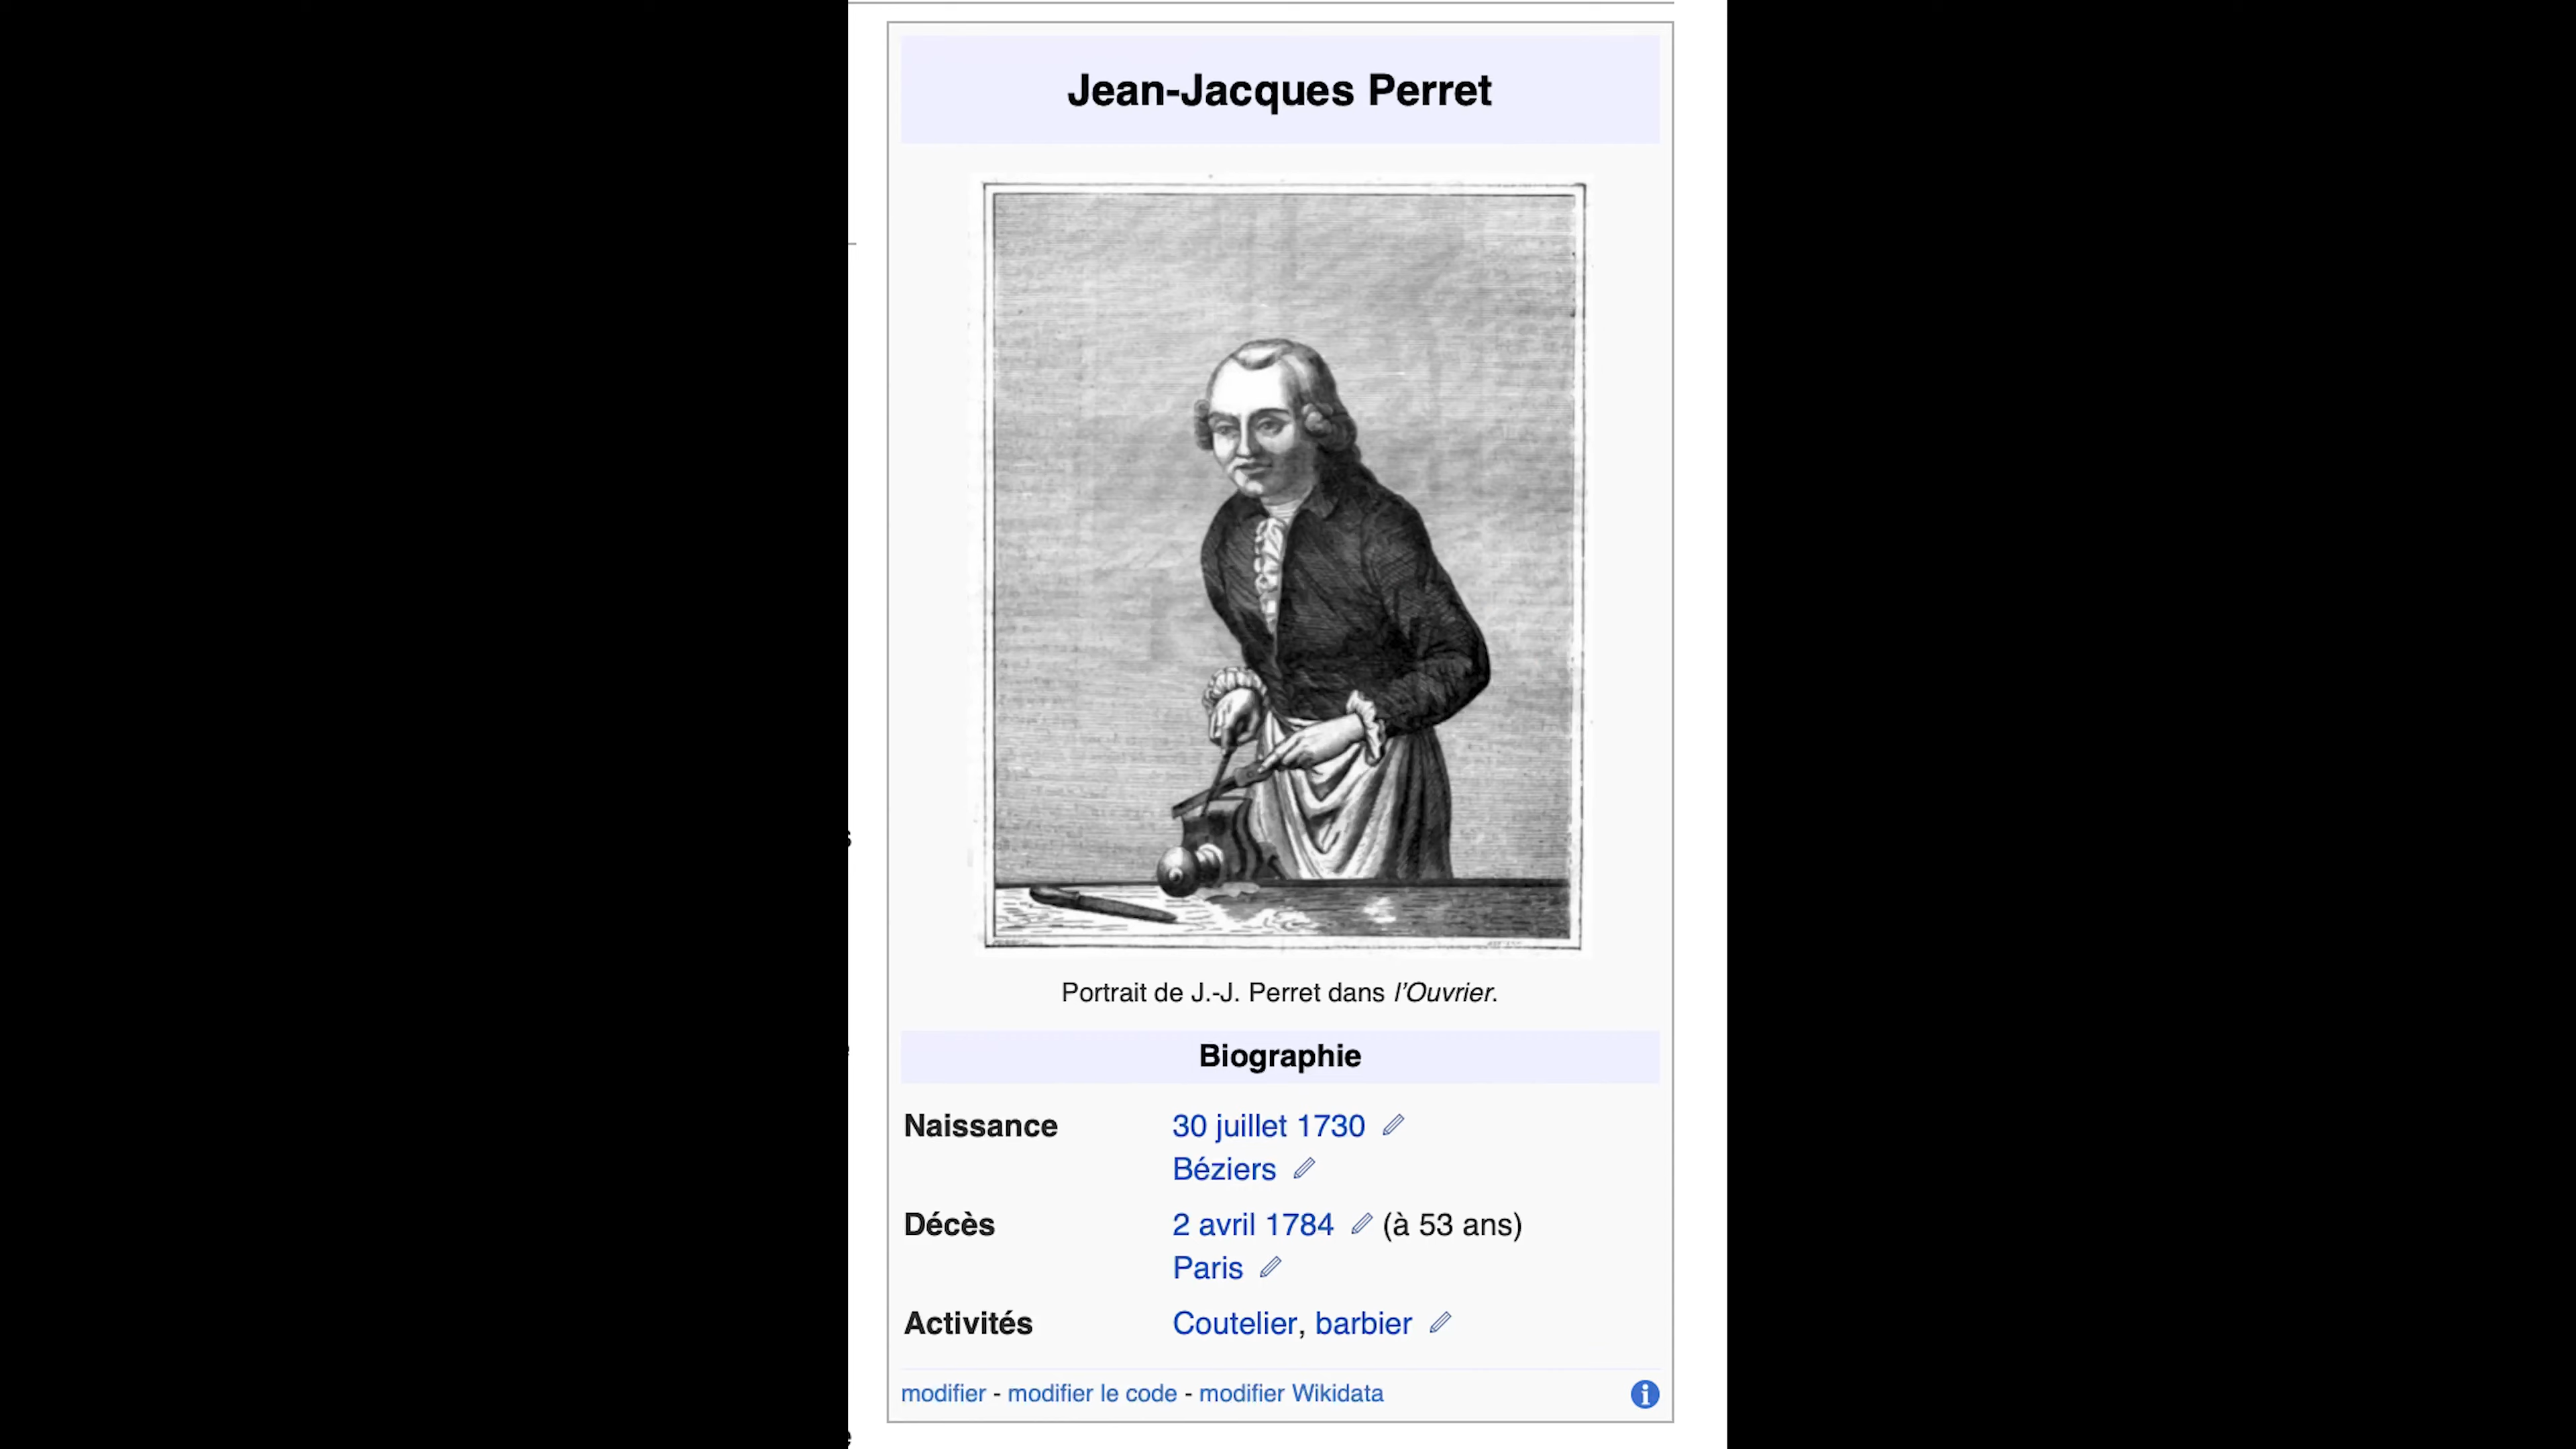 Jean-Jacques Perret
Portrait de J.-J. Perret dans l'Ouvrier.
Biographie
Naissance 30 juillet 1730
Béziers
Décès 2 avril 1784 (à 53 ans)
Paris
Activités Coutelier, barbier
modifier - modifier le code - modifier Wikidata